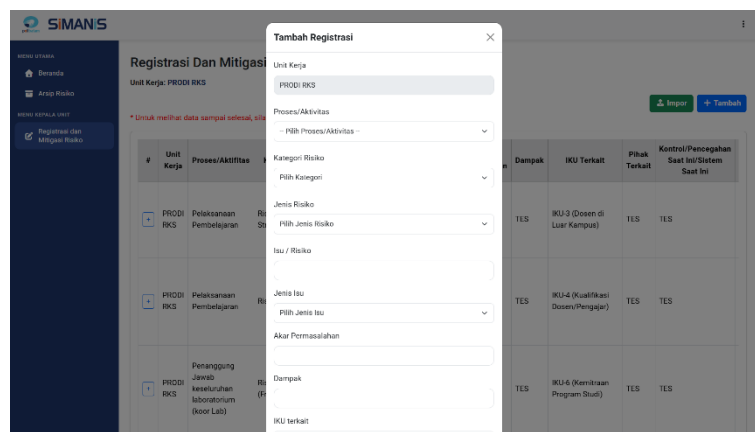 SIMANIS
MENU UTAMA
Beranda
Arsip Risiko
MENU KEPALA UNIT
Registrasi dan
Mitigasi Risiko
Registrasi Dan Mitigasi
Unit Kerja: PRODI RKS
* Untuk melihat data sampai selesai, sila
Impor
+ Tambah
#
Unit
Kerja
Proses/Aktifitas
Dampak
IKU Terkait
Pihak
Terkait
Kontrol/Pencegahan
Saat Ini/Sistem
Saat Ini
+
PRODI
RKS
Pelaksanaan
Pembelajaran
TES
IKU-3 (Dosen di
Luar Kampus)
TES
TES
+
PRODI
RKS
Pelaksanaan
Pembelajaran
TES
IKU-4 (Kualifikasi
Dosen/Pengajar)
TES
TES
+
PRODI
RKS
Penanggung
Jawab
keseluruhan
laboratorium
(koor Lab)
TES
IKU-6 (Kemitraan
Program Studi)
TES
TES
Tambah Registrasi
Unit Kerja
PRODI RKS
Proses/Aktivitas
-- Pilih Proses/Aktivitas --
Kategori Risiko
Pilih Kategori
Jenis Risiko
Pilih Jenis Risiko
Isu / Risiko
Jenis Isu
Pilih Jenis Isu
Akar Permasalahan
Dampak
IKU terkait